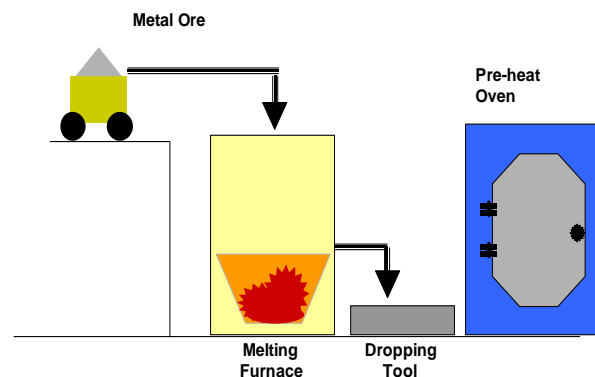 Metal Ore
Pre-heat
Oven
Melting
Furnace
Dropping
Tool